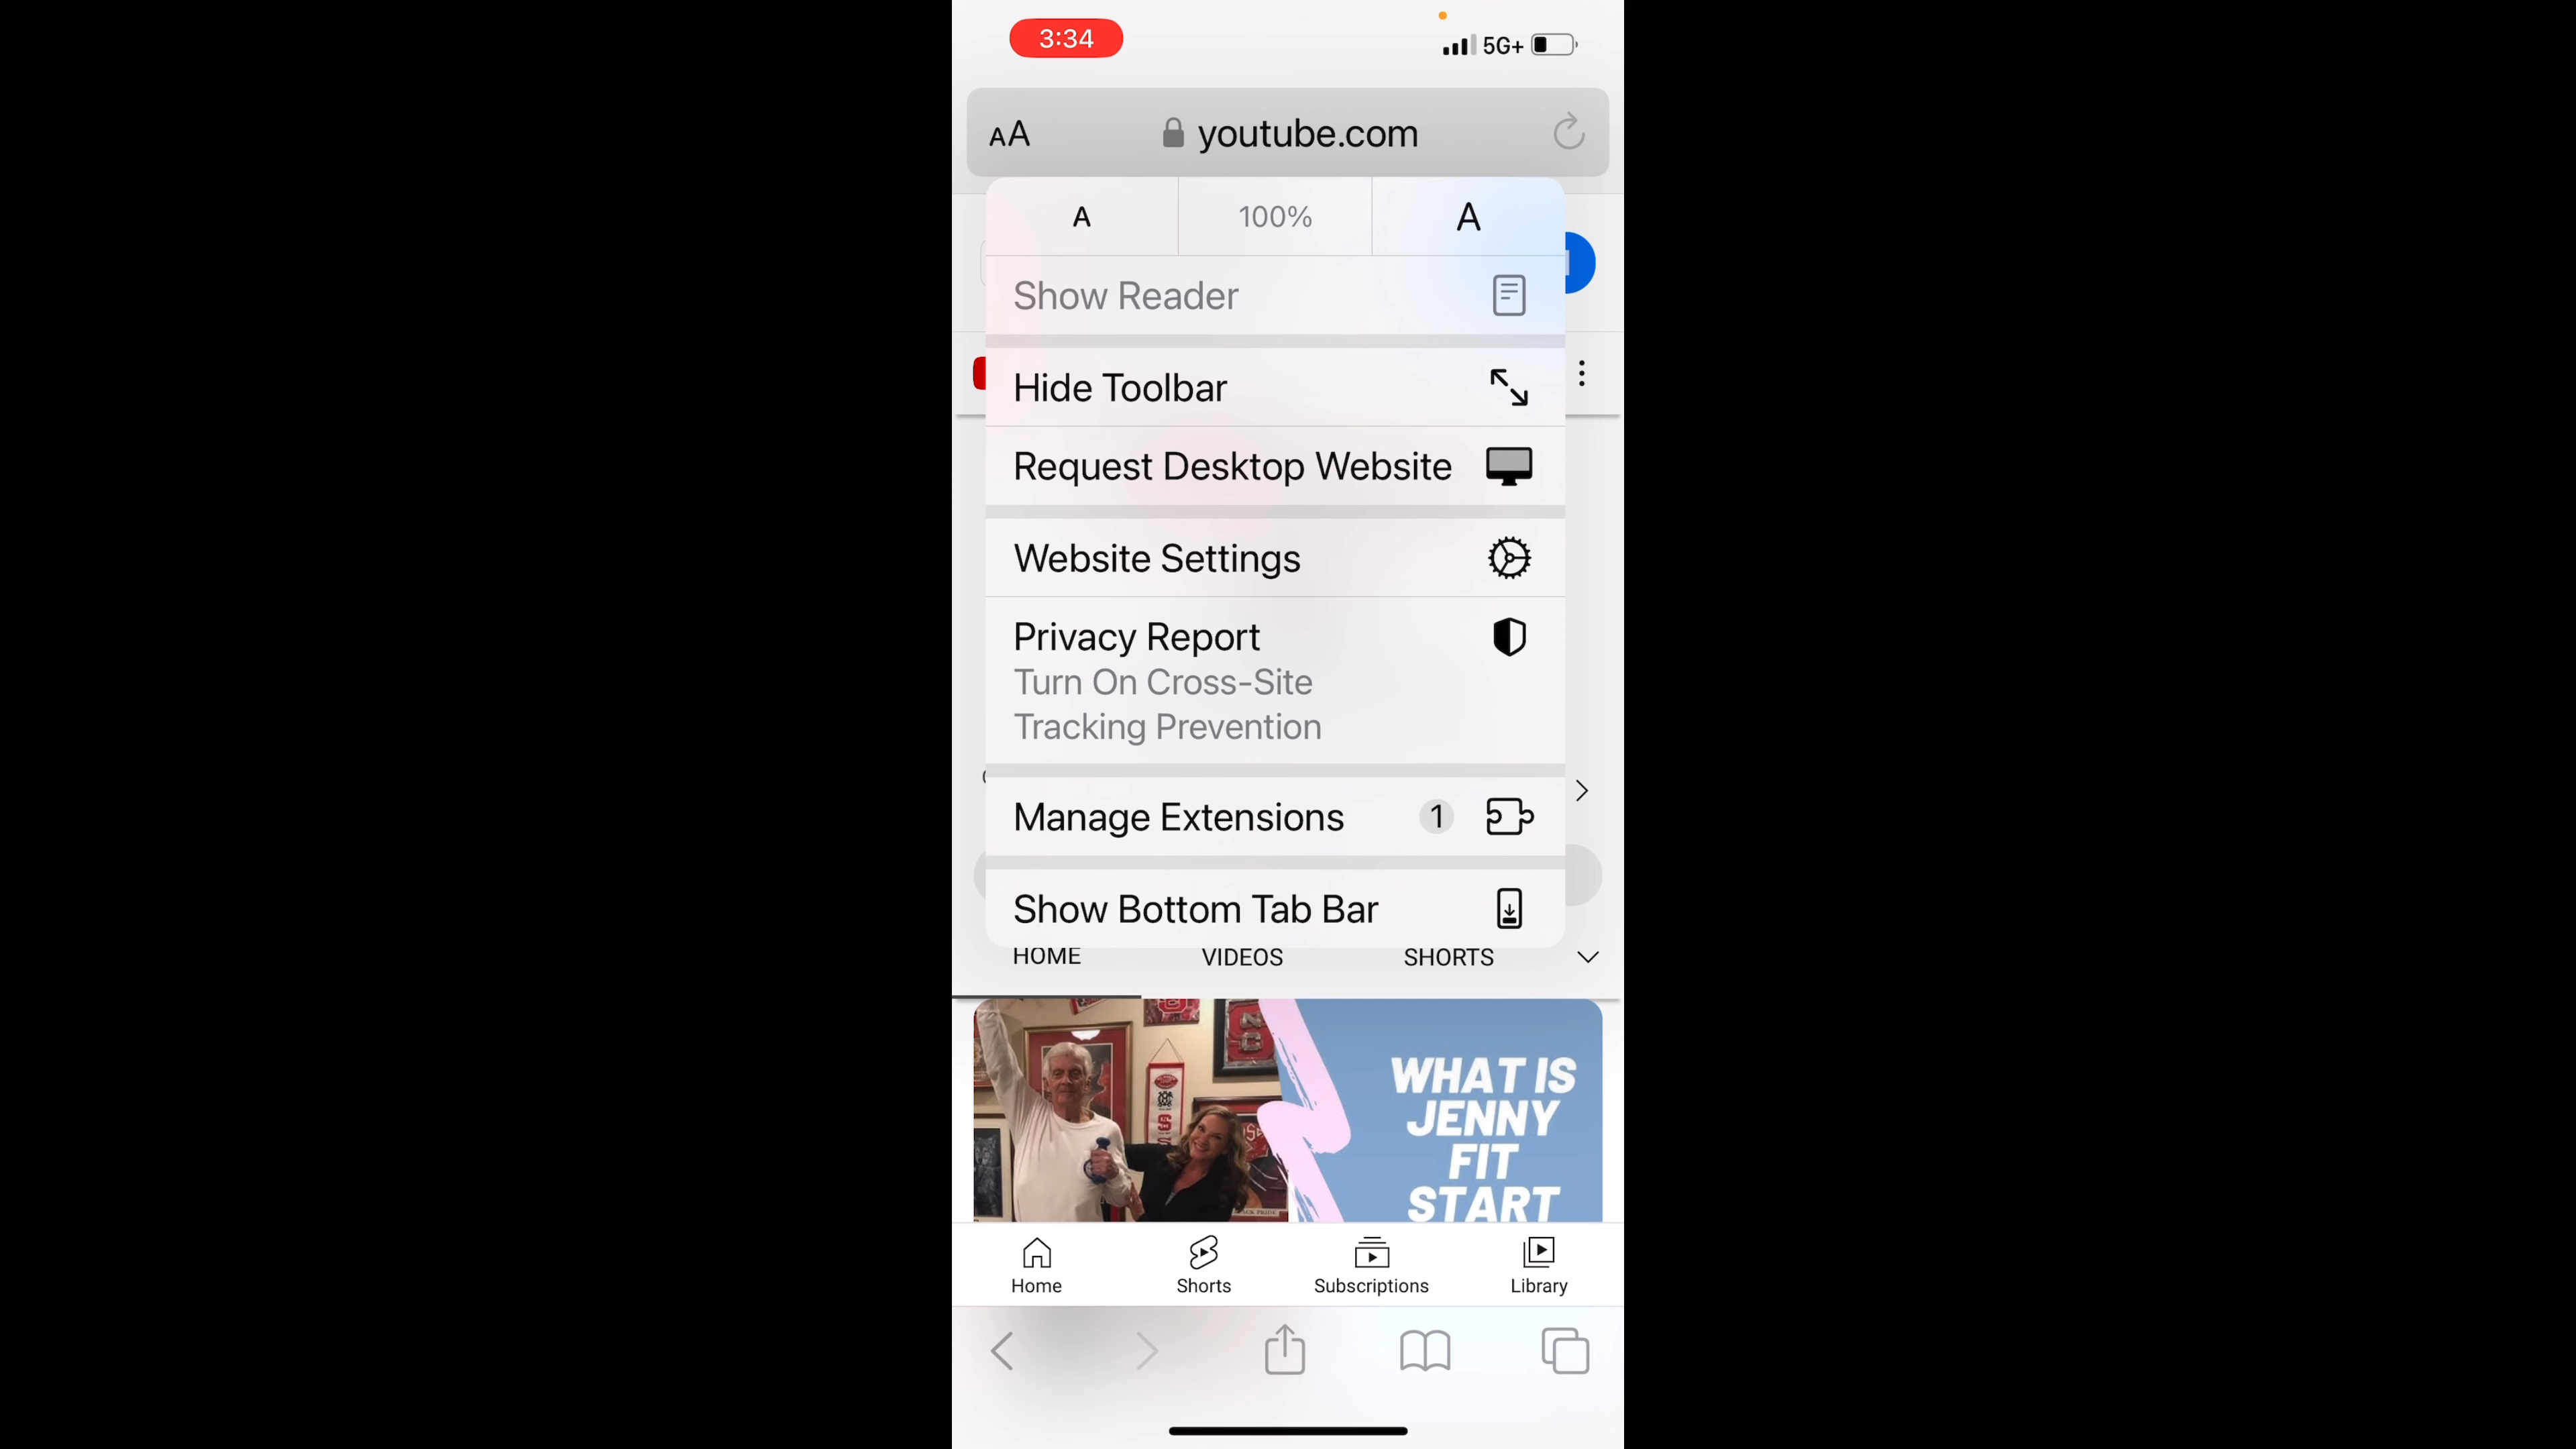 3:34
5G+
AA
youtube.com
A
100%
A
Show Reader
Hide Toolbar
Request Desktop Website
Website Settings
Privacy Report
Turn On Cross-Site
Tracking Prevention
Manage Extensions 1
Show Bottom Tab Bar
HOME VIDEOS SHORTS
WHAT IS
JENNY
FIT
START
Home Shorts Subscriptions Library